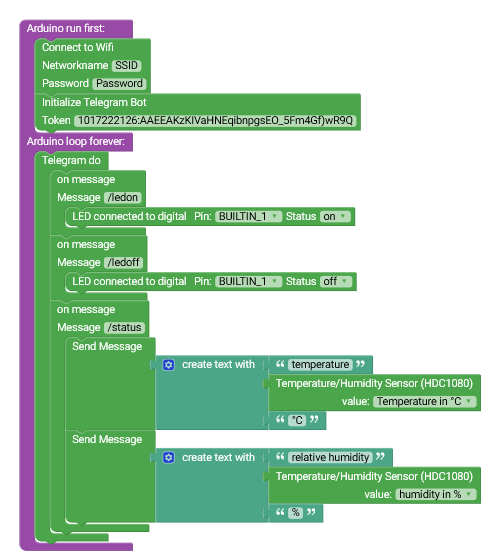 Arduino run first:
Connect to Wifi
Networkname SSID
Password Password
Initialize Telegram Bot
Token 1017222126:AAEEAKzKIVaHNEqibnpgsEO_5Fm4Gf)wR9Q
Arduino loop forever:
Telegram do
on message
Message /ledon
LED connected to digital Pin: BUILTIN_1 Status on
on message
Message /ledoff
LED connected to digital Pin: BUILTIN_1 Status off
on message
Message /status
Send Message
create text with “ temperature ”
Temperature/Humidity Sensor (HDC1080)
value: Temperature in °C
“ °C ”
Send Message
create text with “ relative humidity ”
Temperature/Humidity Sensor (HDC1080)
value: humidity in %
“ % ”